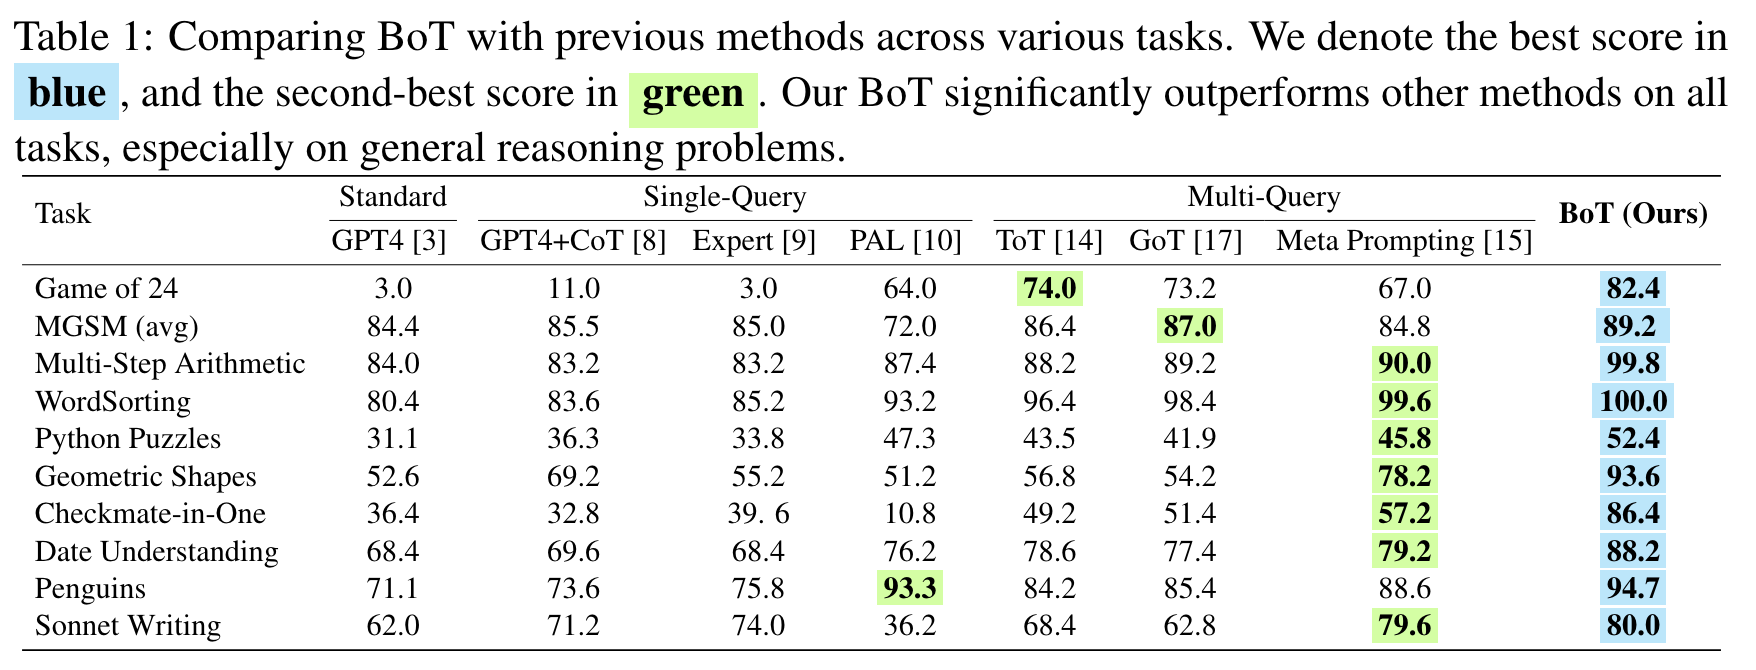 Table 1: Comparing BoT with previous methods across various tasks. We denote the best score in
blue , and the second-best score in green . Our BoT significantly outperforms other methods on all
tasks, especially on general reasoning problems.
Task Standard Single-Query Multi-Query BoT (Ours)
GPT4 [3] GPT4+CoT [8] Expert [9] PAL [10] ToT [14] GoT [17] Meta Prompting [15]
Game of 24 3.0 11.0 3.0 64.0 74.0 73.2 67.0 82.4
MGSM (avg) 84.4 85.5 85.0 72.0 86.4 87.0 84.8 89.2
Multi-Step Arithmetic 84.0 83.2 83.2 87.4 88.2 89.2 90.0 99.8
WordSorting 80.4 83.6 85.2 93.2 96.4 98.4 99.6 100.0
Python Puzzles 31.1 36.3 33.8 47.3 43.5 41.9 45.8 52.4
Geometric Shapes 52.6 69.2 55.2 51.2 56.8 54.2 78.2 93.6
Checkmate-in-One 36.4 32.8 39. 6 10.8 49.2 51.4 57.2 86.4
Date Understanding 68.4 69.6 68.4 76.2 78.6 77.4 79.2 88.2
Penguins 71.1 73.6 75.8 93.3 84.2 85.4 88.6 94.7
Sonnet Writing 62.0 71.2 74.0 36.2 68.4 62.8 79.6 80.0